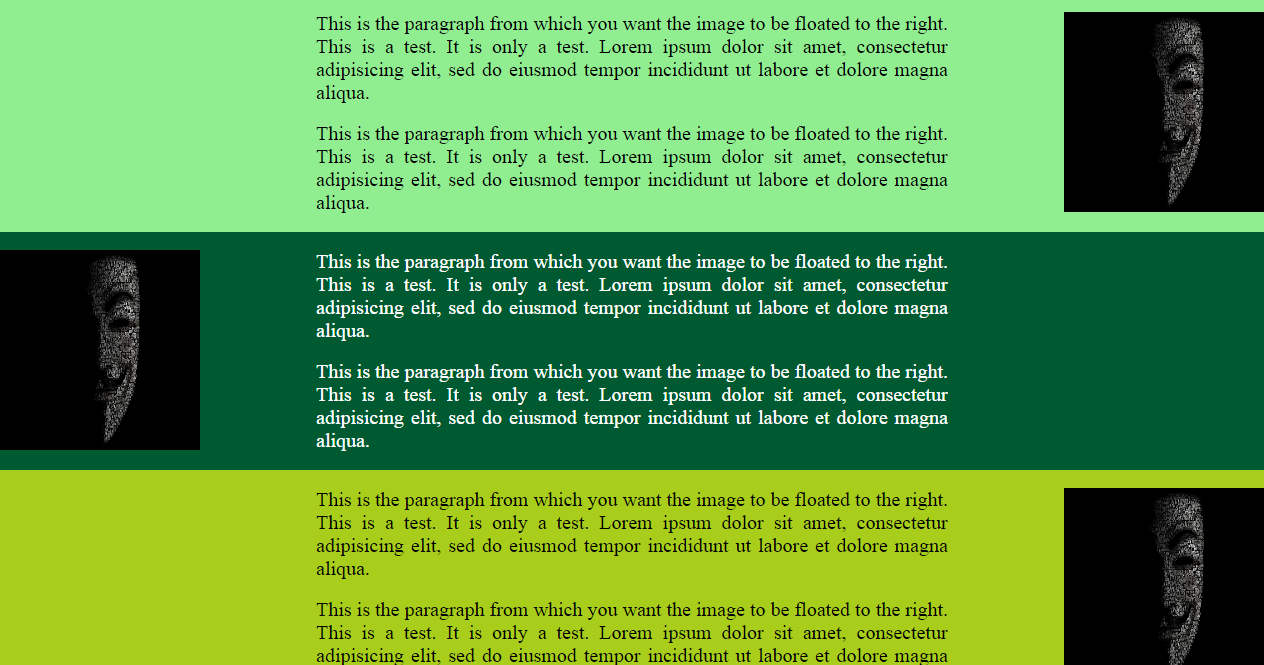 This is the paragraph from which you want the image to be floated to the right.
This is a test. It is only a test. Lorem ipsum dolor sit amet, consectetur
adipisicing elit, sed do eiusmod tempor incididunt ut labore et dolore magna
aliqua.
This is the paragraph from which you want the image to be floated to the right.
This is a test. It is only a test. Lorem ipsum dolor sit amet, consectetur
adipisicing elit, sed do eiusmod tempor incididunt ut labore et dolore magna
aliqua.
This is the paragraph from which you want the image to be floated to the right.
This is a test. It is only a test. Lorem ipsum dolor sit amet, consectetur
adipisicing elit, sed do eiusmod tempor incididunt ut labore et dolore magna
aliqua.
This is the paragraph from which you want the image to be floated to the right.
This is a test. It is only a test. Lorem ipsum dolor sit amet, consectetur
adipisicing elit, sed do eiusmod tempor incididunt ut labore et dolore magna
aliqua.
This is the paragraph from which you want the image to be floated to the right.
This is a test. It is only a test. Lorem ipsum dolor sit amet, consectetur
adipisicing elit, sed do eiusmod tempor incididunt ut labore et dolore magna
aliqua.
This is the paragraph from which you want the image to be floated to the right.
This is a test. It is only a test. Lorem ipsum dolor sit amet, consectetur
adipisicing elit, sed do eiusmod tempor incididunt ut labore et dolore magna